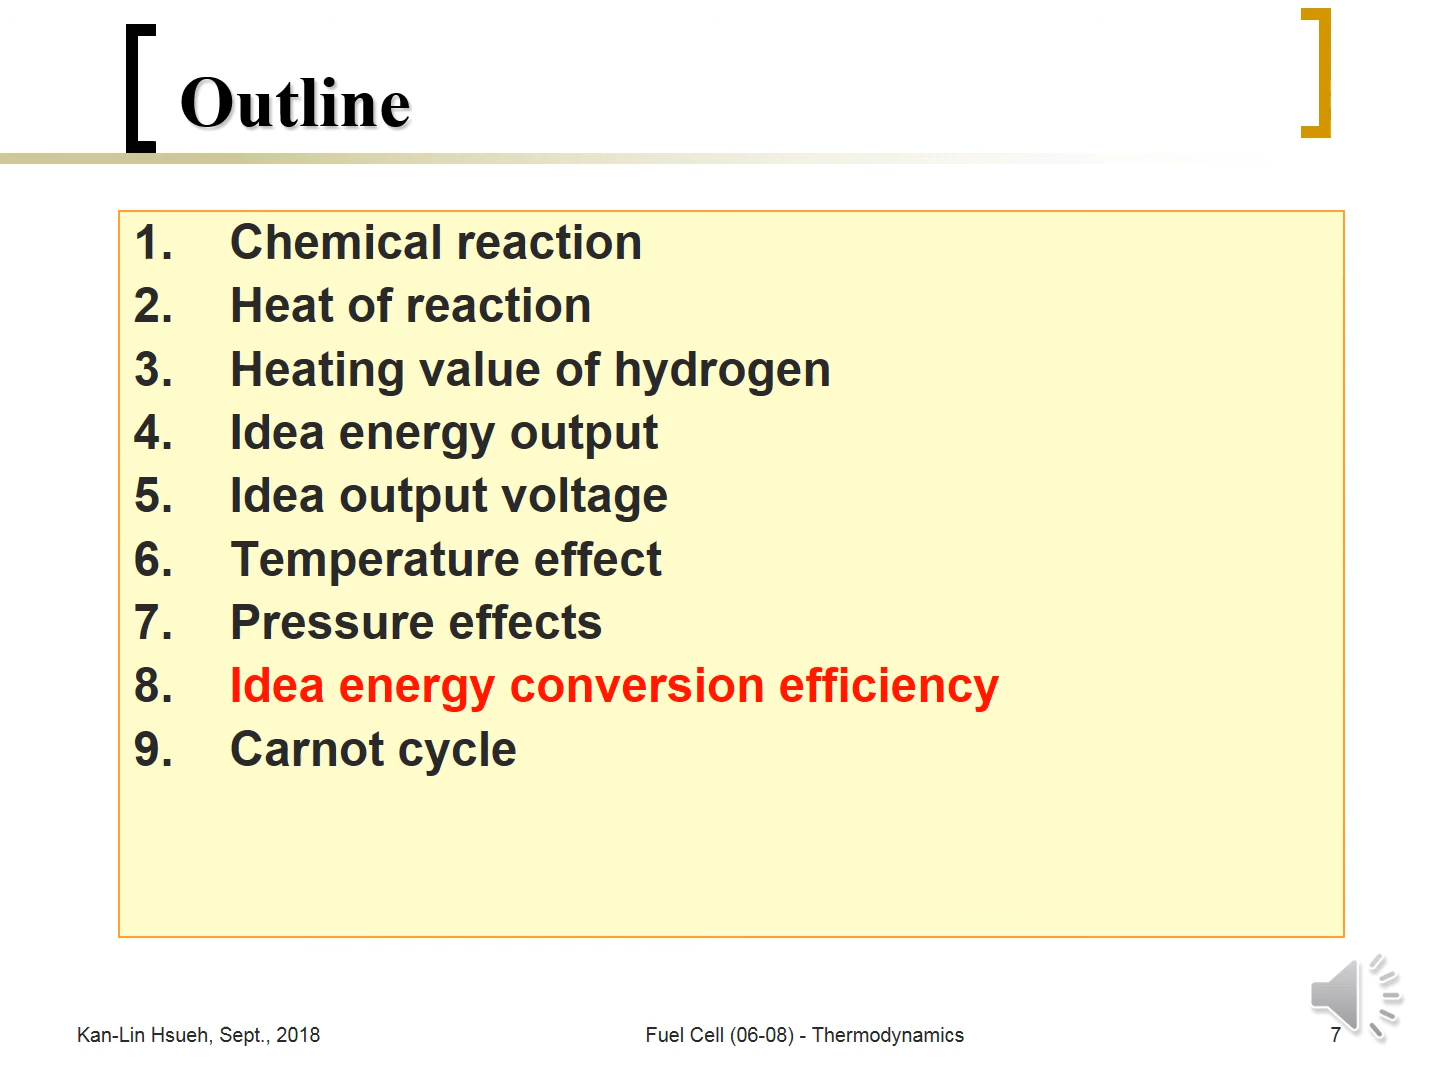 Outline
1. Chemical reaction
2. Heat of reaction
3. Heating value of hydrogen
4. Idea energy output
5. Idea output voltage
6. Temperature effect
7. Pressure effects
8. Idea energy conversion efficiency
9. Carnot cycle
Kan-Lin Hsueh, Sept., 2018 Fuel Cell (06-08) - Thermodynamics 7